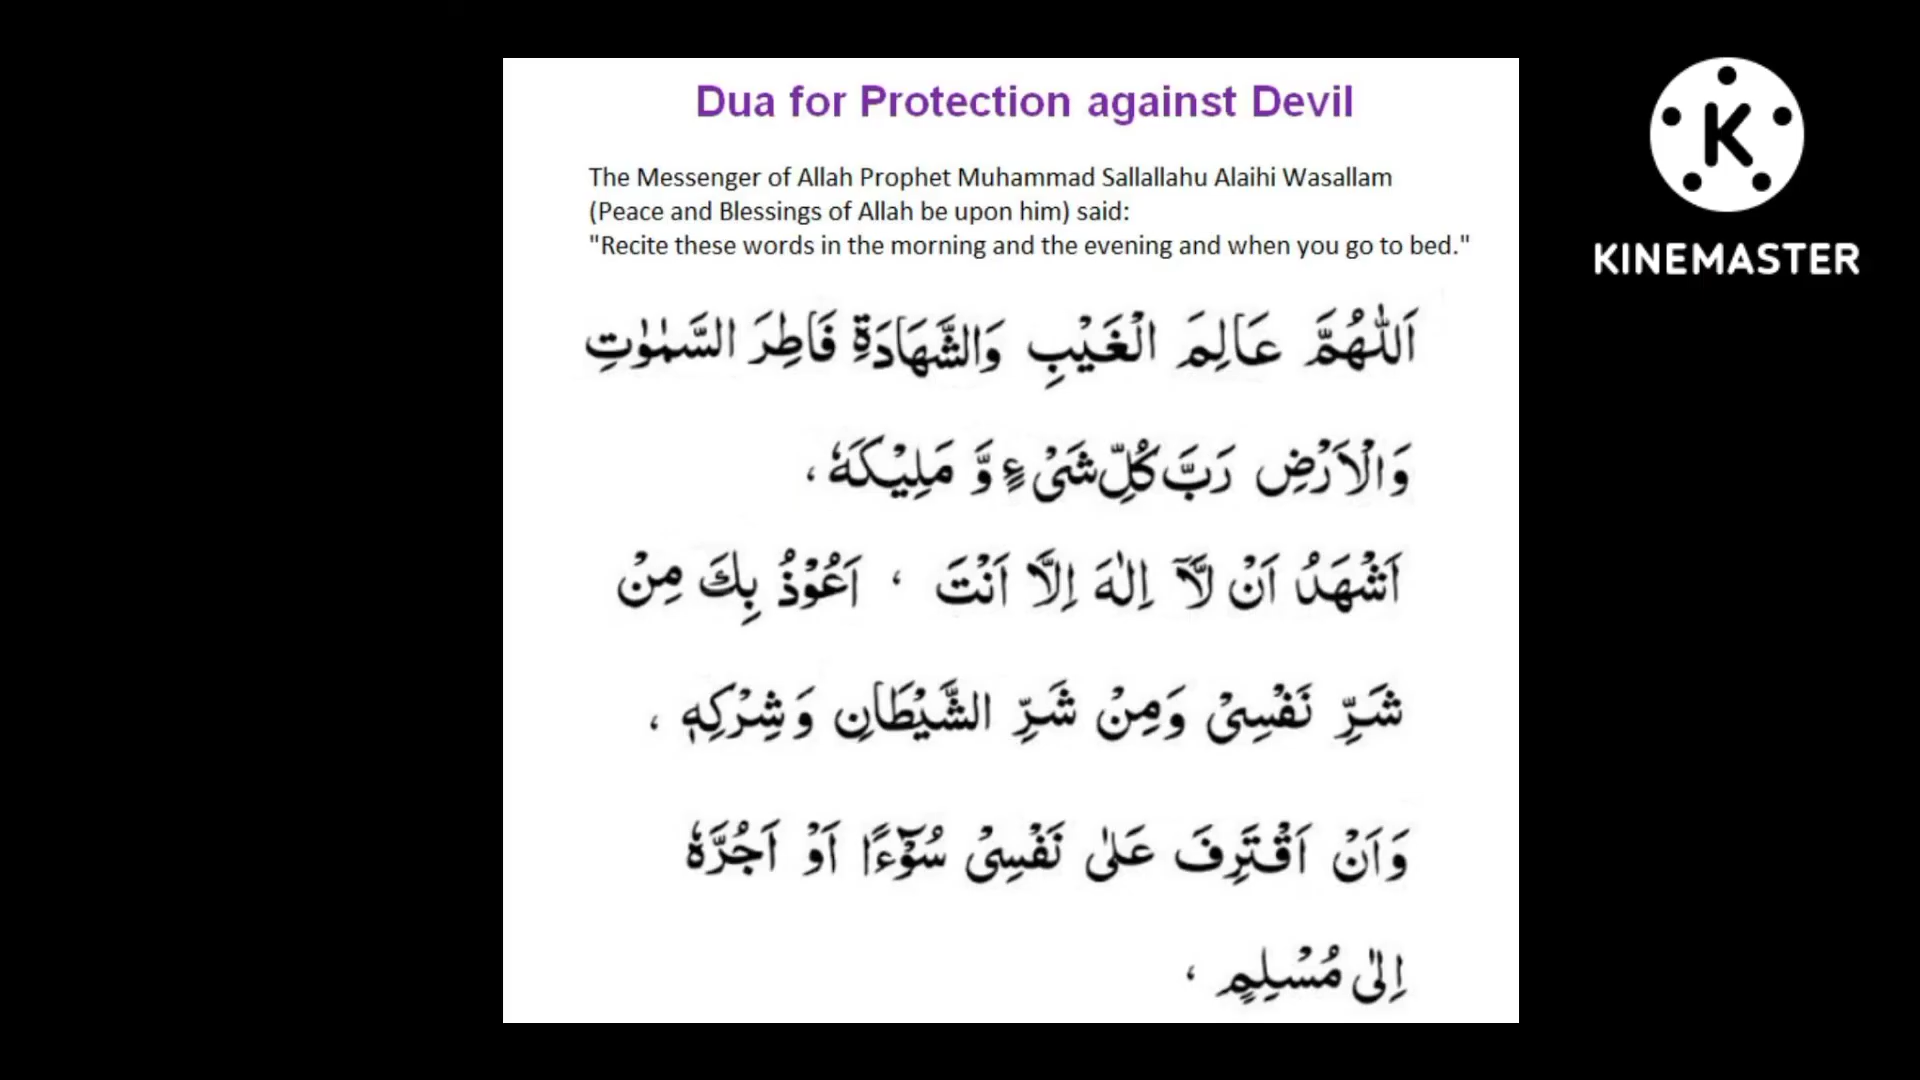 Dua for Protection against Devil
The Messenger of Allah Prophet Muhammad Sallallahu Alaihi Wasallam
(Peace and Blessings of Allah be upon him) said:
"Recite these words in the morning and the evening and when you go to bed."
اَللّٰهُمَّ عَالِمَ الْغَيْبِ وَالشَّهَادَةِ فَاطِرَ السَّمٰوٰتِ
وَالْاَرْضِ رَبَّ كُلِّ شَیْءٍ وَّ مَلِيْكَهٗ ،
اَشْهَدُ اَنْ لَّآ اِلٰهَ اِلَّا اَنْتَ ، اَعُوْذُ بِكَ مِنْ
شَرِّ نَفْسِیْ وَمِنْ شَرِّ الشَّيْطَانِ وَشِرْكِهٖ ،
وَاَنْ اَقْتَرِفَ عَلٰى نَفْسِیْ سُوْٓءًا اَوْ اَجُرَّهٗ
اِلٰى مُسْلِمٍ ،
K
KINEMASTER